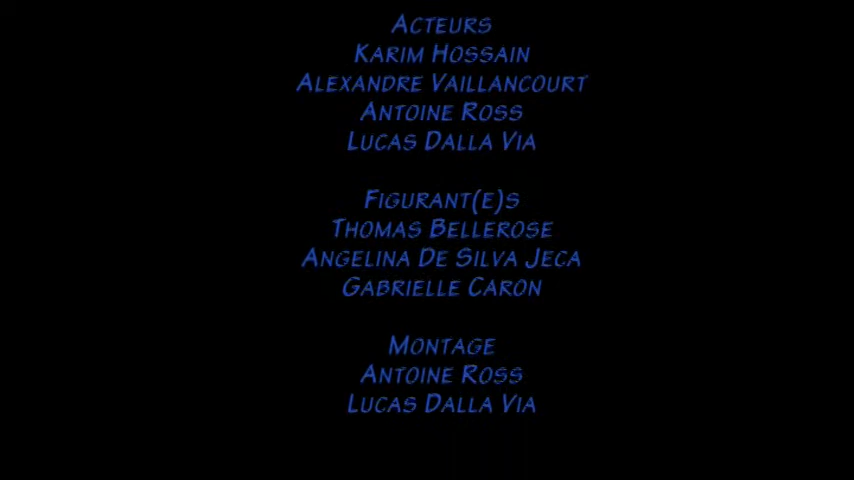 Acteurs
Karim Hossain
Alexandre Vaillancourt
Antoine Ross
Lucas Dalla Via
Figurant(e)s
Thomas Bellerose
Angelina De Silva Jeca
Gabrielle Caron
Montage
Antoine Ross
Lucas Dalla Via